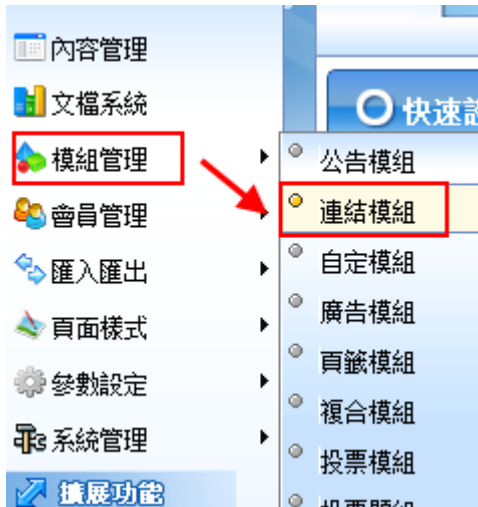 內容管理
文檔系統
模組管理
會員管理
匯入匯出
頁面樣式
參數設定
系統管理
擴展功能
快速
公告模組
連結模組
自定模組
廣告模組
頁籤模組
複合模組
投票模組